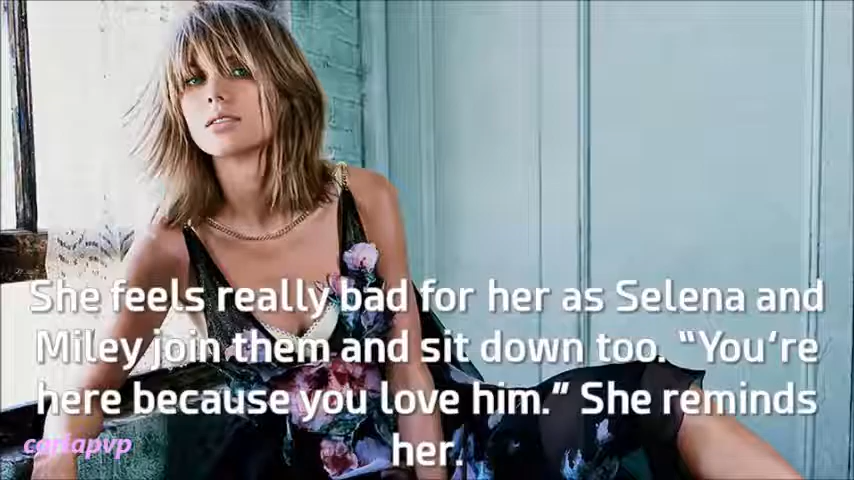 She feels really bad for her as Selena and
Miley join them and sit down too. “You’re
here because you love him.” She reminds
her.
carlapvp